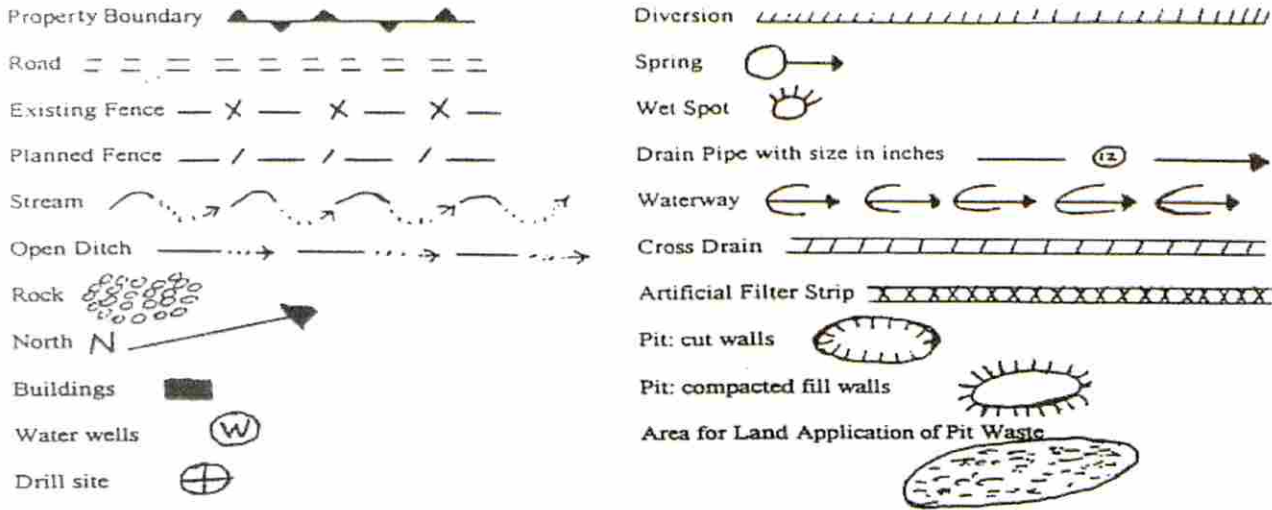 Property Boundary
Road
Existing Fence
Planned Fence
Stream
Open Ditch
Rock
North N
Buildings
Water wells W
Drill site
Diversion
Spring
Wet Spot
Drain Pipe with size in inches 12
Waterway
Cross Drain
Artificial Filter Strip
Pit: cut walls
Pit: compacted fill walls
Area for Land Application of Pit Waste